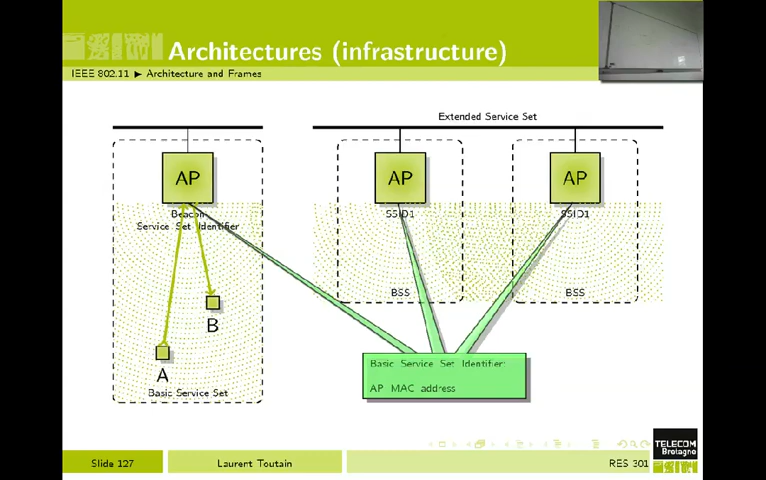 Architectures (infrastructure)
IEEE 802.11 ▶ Architecture and Frames
Extended Service Set
AP
AP
AP
Beacon
Service Set Identifier
SSID1
SSID1
BSS
BSS
B
A
Basic Service Set
Basic Service Set Identifier:
AP MAC address
Slide 127
Laurent Toutain
RES 301
TELECOM
Bretagne